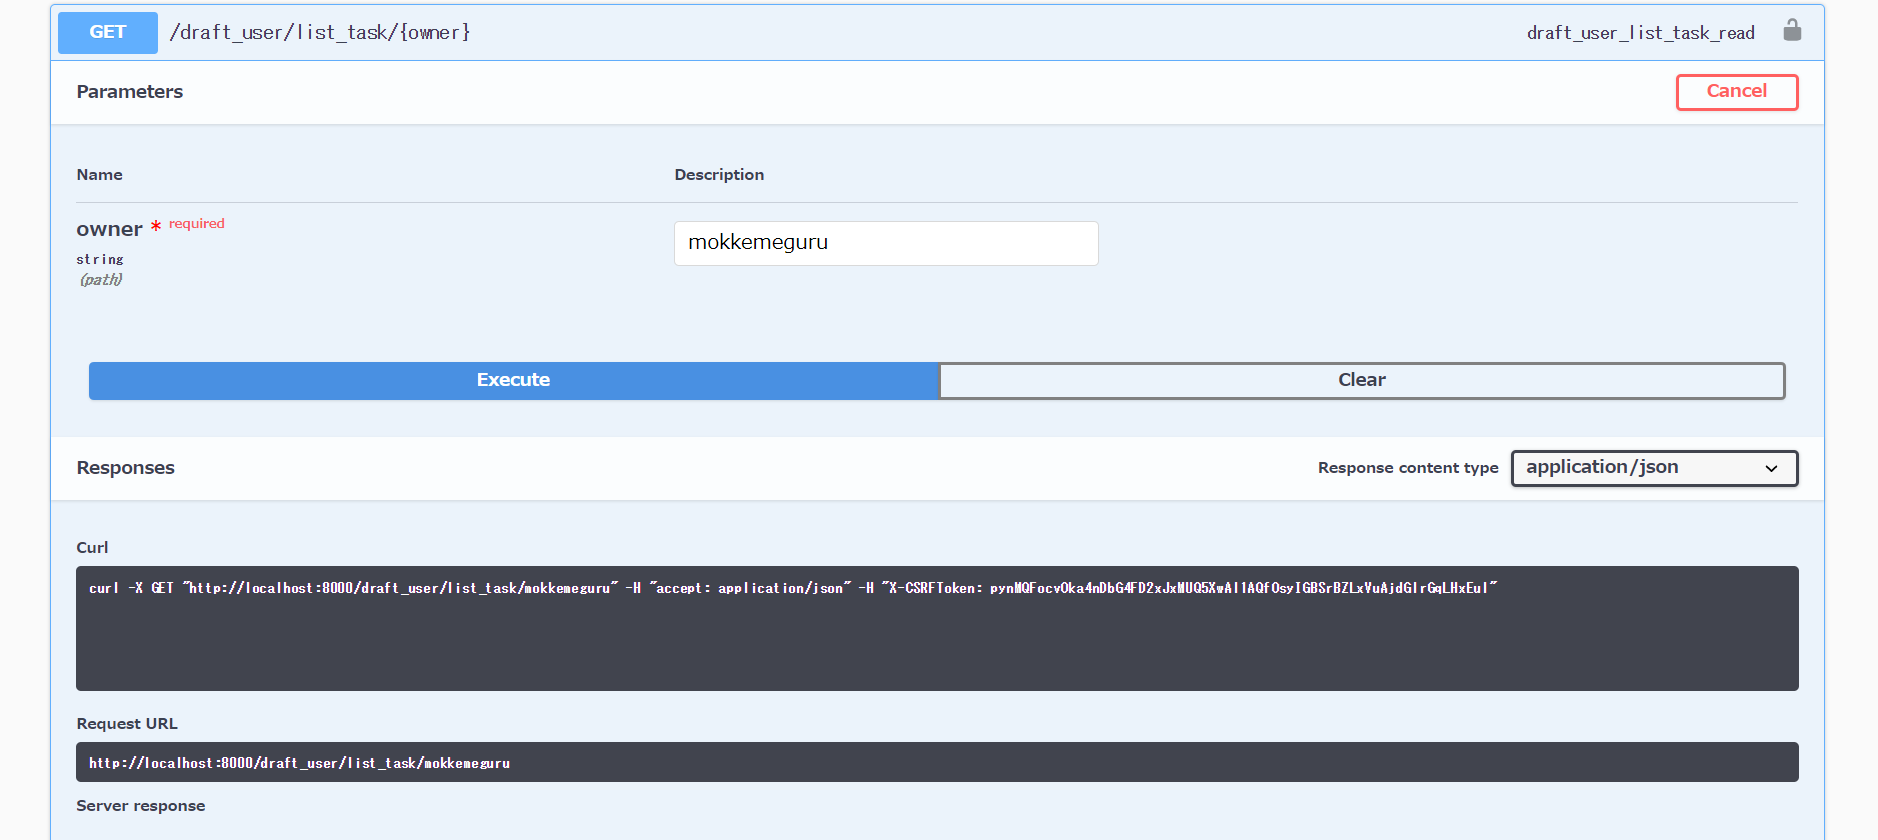 GET /draft_user/list_task/{owner} draft_user_list_task_read
Parameters Cancel
Name Description
owner * required mokkemeguru
string
(path)
Execute Clear
Responses Response content type application/json
Curl
curl -X GET "http://localhost:8000/draft_user/list_task/mokkemeguru" -H "accept: application/json" -H "X-CSRFToken:
Request URL
http://localhost:8000/draft_user/list_task/mokkemeguru
Server response